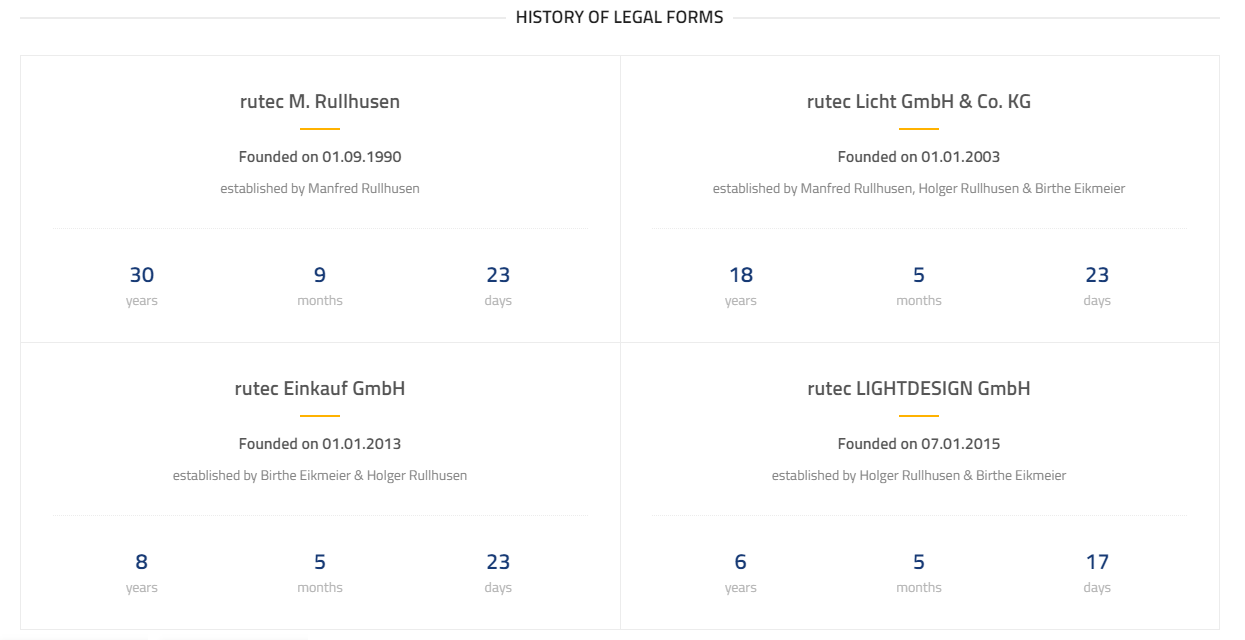 HISTORY OF LEGAL FORMS
rutec M. Rullhusen
Founded on 01.09.1990
established by Manfred Rullhusen
30 9 23
years months days
rutec Licht GmbH & Co. KG
Founded on 01.01.2003
established by Manfred Rullhusen, Holger Rullhusen & Birthe Eikmeier
18 5 23
years months days
rutec Einkauf GmbH
Founded on 01.01.2013
established by Birthe Eikmeier & Holger Rullhusen
8 5 23
years months days
rutec LIGHTDESIGN GmbH
Founded on 07.01.2015
established by Holger Rullhusen & Birthe Eikmeier
6 5 17
years months days